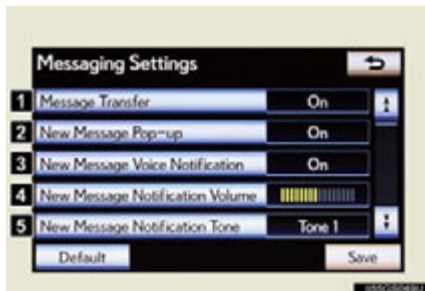 Messaging Settings
1 Message Transfer On
2 New Message Pop-up On
3 New Message Voice Notification On
4 New Message Notification Volume
5 New Message Notification Tone Tone 1
Default Save